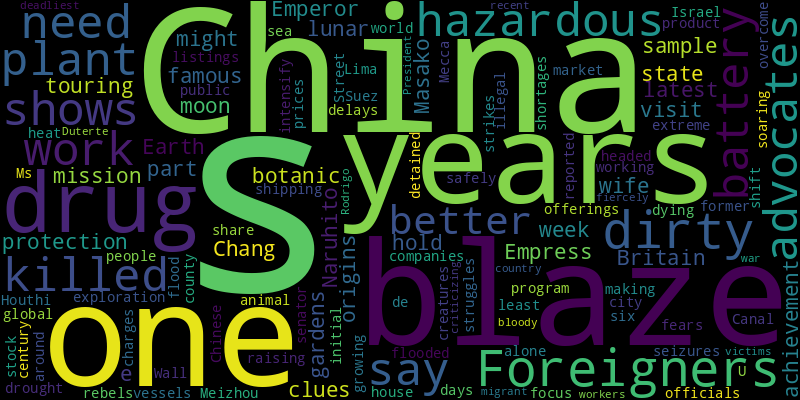 deadliest
need
plant
touring
shows
work
heat Duterte
Ms
mission
drug
protection
people
killed
Houthi
exploration
flood
county
global
stock
century
drought
around
rebels
vessels
charges
e
Wall
Meizhou
Chinese
raising
one
animal
senator
clues
China
s
years
blaze
Emperor
might
famous
listings
public
moon
Earth
part
lunar
sea
intensify
prices
Street
Lima
delays
Suez
world
President
Masako
Mecca
botanic
shipping
Naruhito
Rodrigo
share
Chang
origins
gardens
initial
growing
hold
companies
de
creatures
criticizing
struggles
house
days
say
hazardous
recent
Israel
product
sample
state
latest
visit
extreme
overcome
market
shortages
illegal
strikes
detained
safely
reported
headed
working
wife
fiercely
battery
soaring
shift
advocates
offerings
dying
former
better
week
dirty
Empress
Britain
country
war
program
making
least
city
bloody
six
fears
Canal
alone
seizures
victims
U
achievement
Foreigners
flooded
migrant
workers
focus
officials